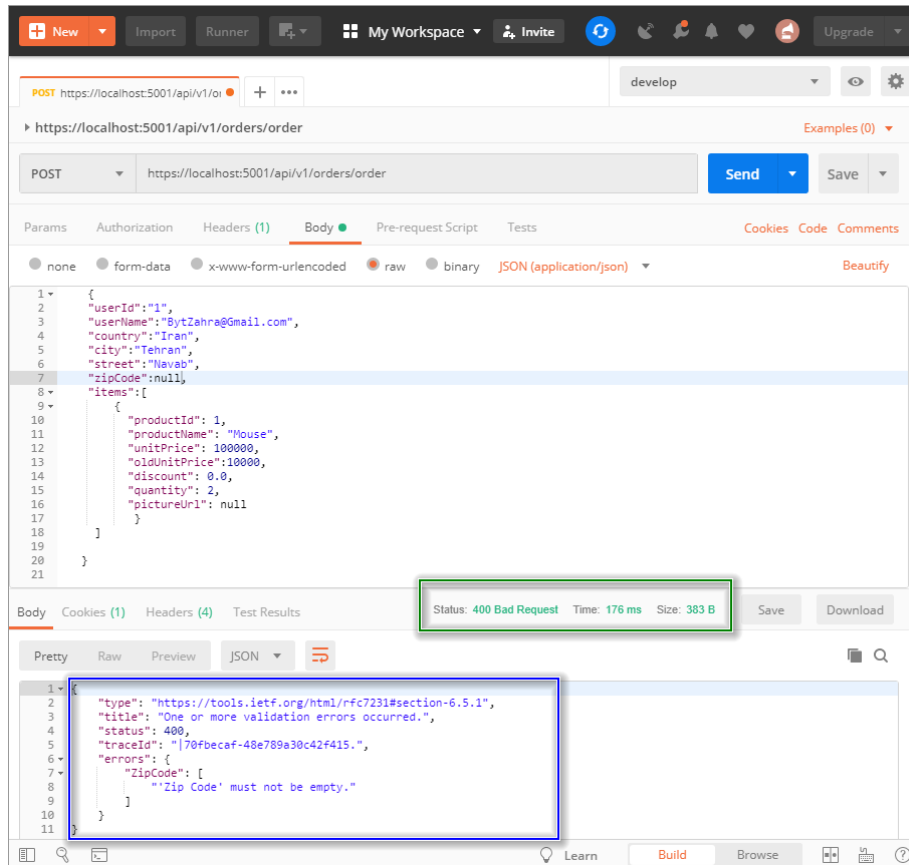 New Import Runner My Workspace Invite Upgrade
POST https://localhost:5001/api/v1/or + ••• develop
https://localhost:5001/api/v1/orders/order Examples (0)
POST https://localhost:5001/api/v1/orders/order Send Save
Params Authorization Headers (1) Body Pre-request Script Tests Cookies Code Comments
none form-data x-www-form-urlencoded raw binary JSON (application/json) Beautify
1 {
2 "userId":"1",
3 "userName":"BytZahra@Gmail.com",
4 "country":"Iran",
5 "city":"Tehran",
6 "street":"Navab",
7 "zipCode":null,
8 "items":[
9 {
10 "productId": 1,
11 "productName": "Mouse",
12 "unitPrice": 100000,
13 "oldUnitPrice":10000,
14 "discount": 0.0,
15 "quantity": 2,
16 "pictureUrl": null
17 }
18 ]
19
20 }
21
Body Cookies (1) Headers (4) Test Results Status: 400 Bad Request Time: 176 ms Size: 383 B Save Download
Pretty Raw Preview JSON
1 {
2 "type": "https://tools.ietf.org/html/rfc7231#section-6.5.1",
3 "title": "One or more validation errors occurred.",
4 "status": 400,
5 "traceId": "|70fbecaf-48e789a30c42f415.",
6 "errors": {
7 "ZipCode": [
8 "'Zip Code' must not be empty."
9 ]
10 }
11 }
Learn Build Browse